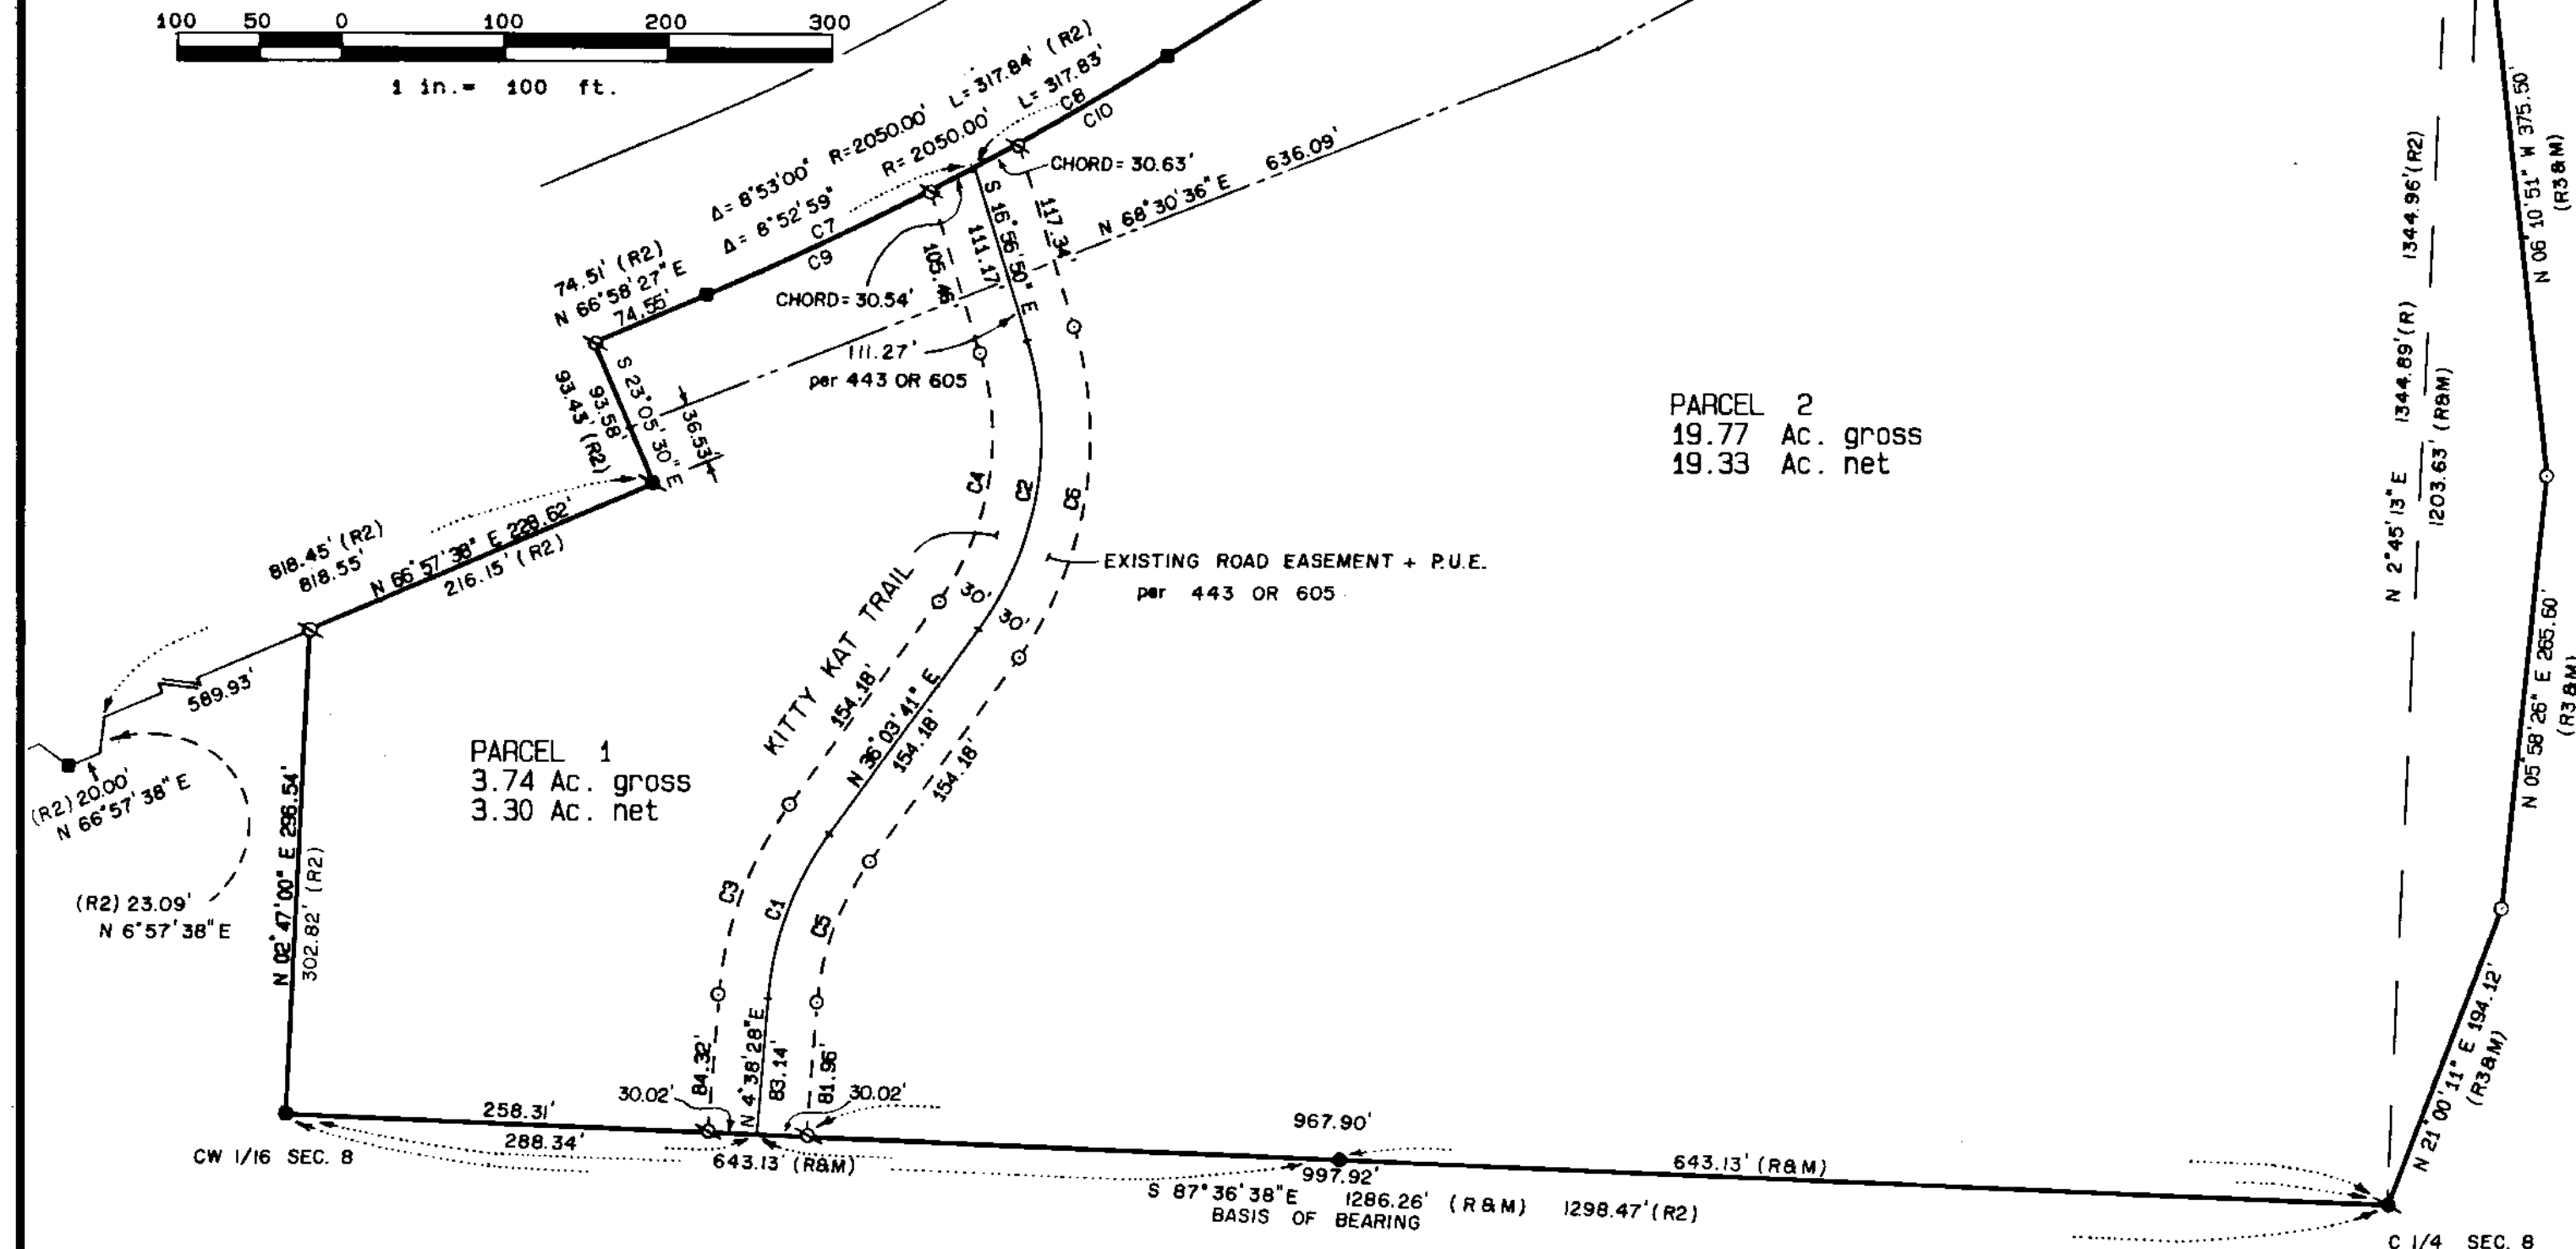 100 50 0 100 200 300
1 in.= 100 ft.
Δ= 8°53'00" R=2050.00' L=317.84' (R2)
Δ= 8°52'59" R= 2050.00' L=317.83'
C7
C9
C8
C10
CHORD= 30.63'
CHORD= 30.54'
N 68°30'36" E 636.09'
74.51' (R2)
N 66°58'27" E
74.55'
S 23°05'30" E
93.58'
93.43' (R2)
36.53'
105.46'
S 16°56'50" E
111.17'
117.34'
111.27'
per 443 OR 605
C4
C2
C6
818.45' (R2)
818.55'
N 66°57'38" E 228.62'
216.15' (R2)
589.93'
(R2) 20.00'
N 66°57'38" E
(R2) 23.09'
N 6°57'38" E
N 02°47'00" E 296.54'
302.82' (R2)
PARCEL 1
3.74 Ac. gross
3.30 Ac. net
KITTY KAT TRAIL
30'
30'
EXISTING ROAD EASEMENT + P.U.E.
per 443 OR 605
154.18'
N 36°03'41" E
154.18'
154.18'
C3
C1
C5
84.32'
N 4°38'28" E
83.14'
81.96'
30.02'
30.02'
PARCEL 2
19.77 Ac. gross
19.33 Ac. net
N 2°45'13" E 1344.89' (R) 1344.96' (R2)
1203.63' (R&M)
N 06°10'51" W 375.50'
(R3&M)
N 05°58'26" E 265.60'
(R3&M)
N 21°00'11" E 194.12'
(R3&M)
258.31'
288.34'
CW 1/16 SEC. 8
643.13' (R&M)
967.90'
997.92'
643.13' (R&M)
S 87°36'38" E 1286.26' (R&M) 1298.47' (R2)
BASIS OF BEARING
C 1/4 SEC. 8